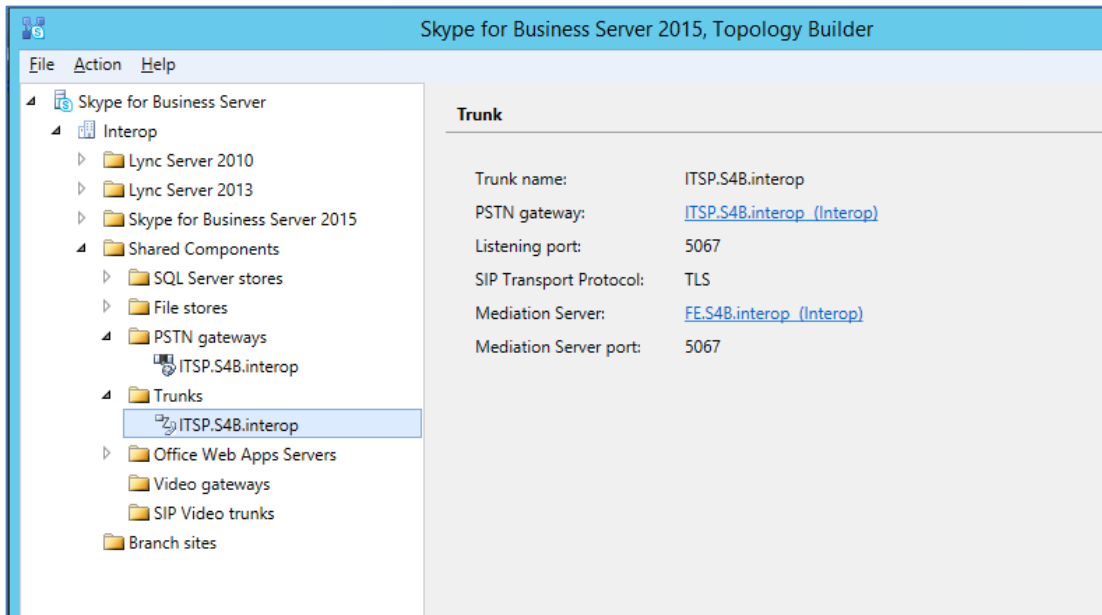 Skype for Business Server 2015, Topology Builder
File Action Help
Skype for Business Server
Interop
Lync Server 2010
Lync Server 2013
Skype for Business Server 2015
Shared Components
SQL Server stores
File stores
PSTN gateways
ITSP.S4B.interop
Trunks
ITSP.S4B.interop
Office Web Apps Servers
Video gateways
SIP Video trunks
Branch sites
Trunk
Trunk name: ITSP.S4B.interop
PSTN gateway: ITSP.S4B.interop (Interop)
Listening port: 5067
SIP Transport Protocol: TLS
Mediation Server: FE.S4B.interop (Interop)
Mediation Server port: 5067